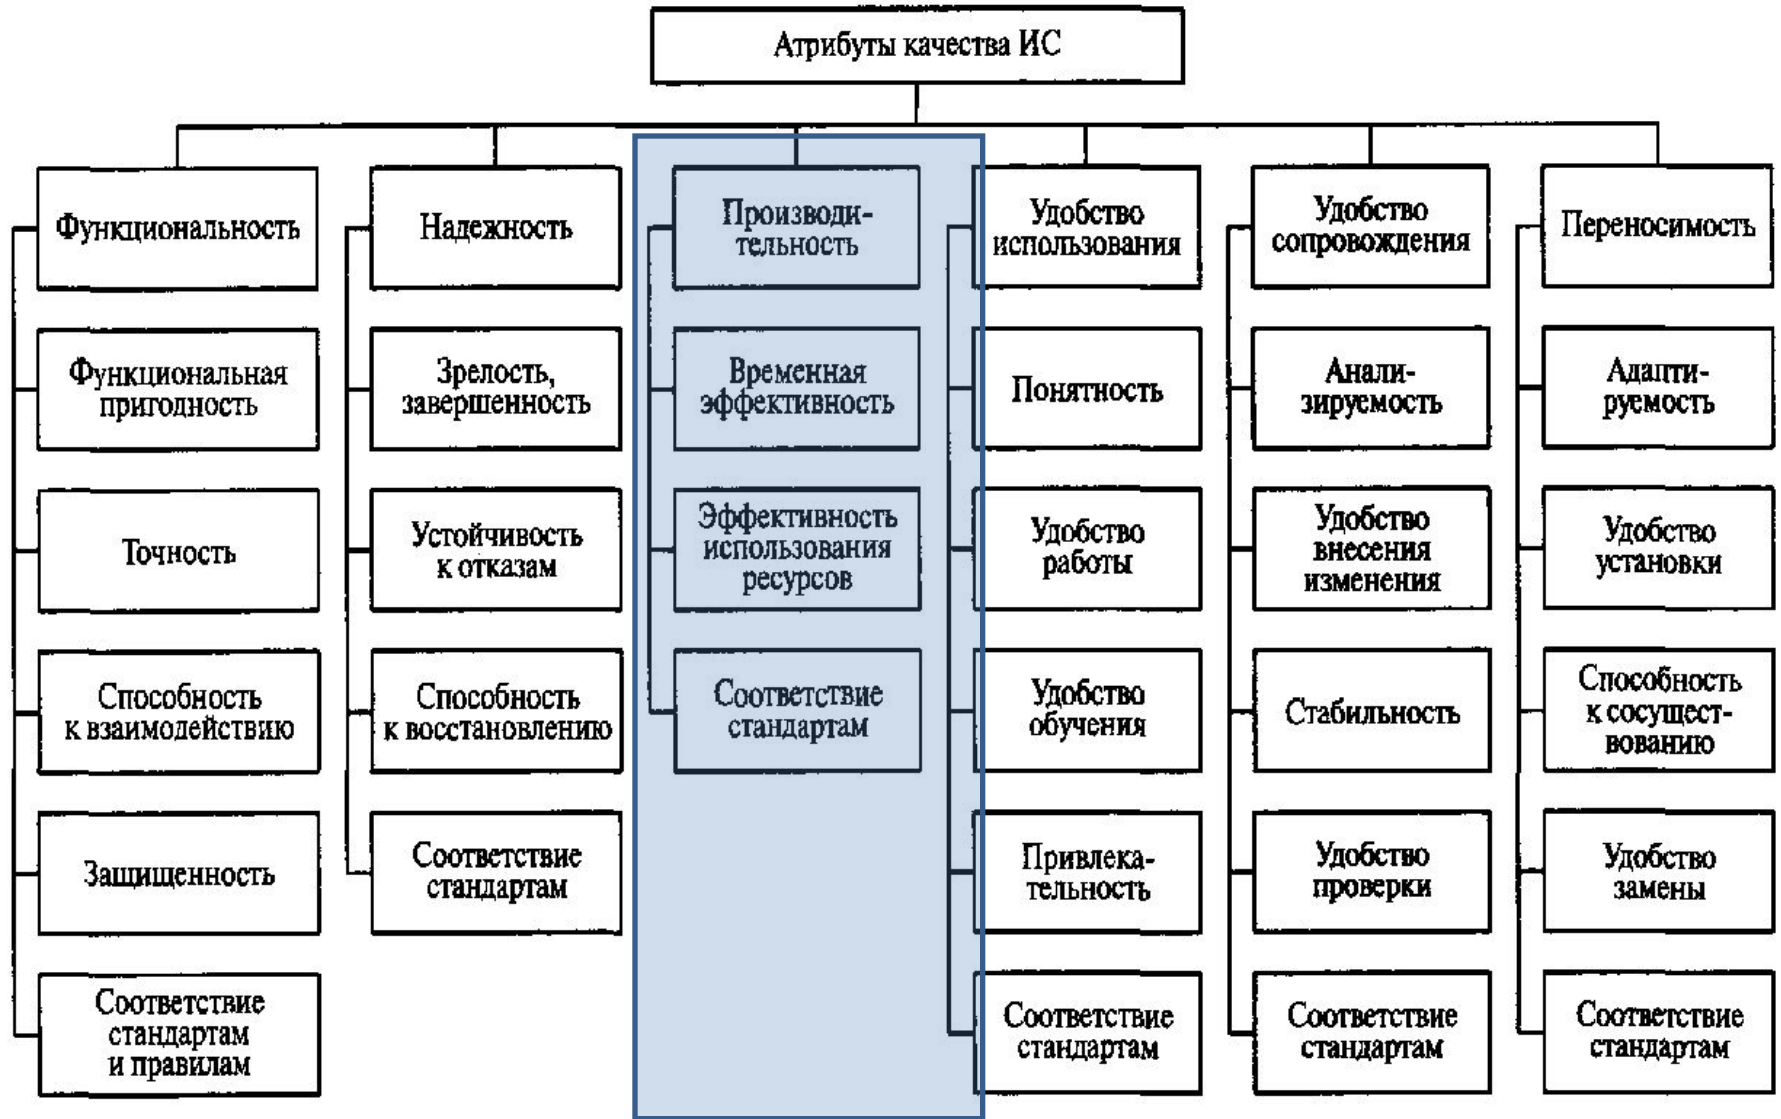 Атрибуты качества ИС
Функциональность
Функциональная
пригодность
Точность
Способность
к взаимодействию
Защищенность
Соответствие
стандартам
и правилам
Надежность
Зрелость,
завершенность
Устойчивость
к отказам
Способность
к восстановлению
Соответствие
стандартам
Производи-
тельность
Временная
эффективность
Эффективность
использования
ресурсов
Соответствие
стандартам
Удобство
использования
Понятность
Удобство
работы
Удобство
обучения
Привлека-
тельность
Соответствие
стандартам
Удобство
сопровождения
Анали-
зируемость
Удобство
внесения
изменения
Стабильность
Удобство
проверки
Соответствие
стандартам
Переносимость
Адапти-
руемость
Удобство
установки
Способность
к сосущест-
вованию
Удобство
замены
Соответствие
стандартам